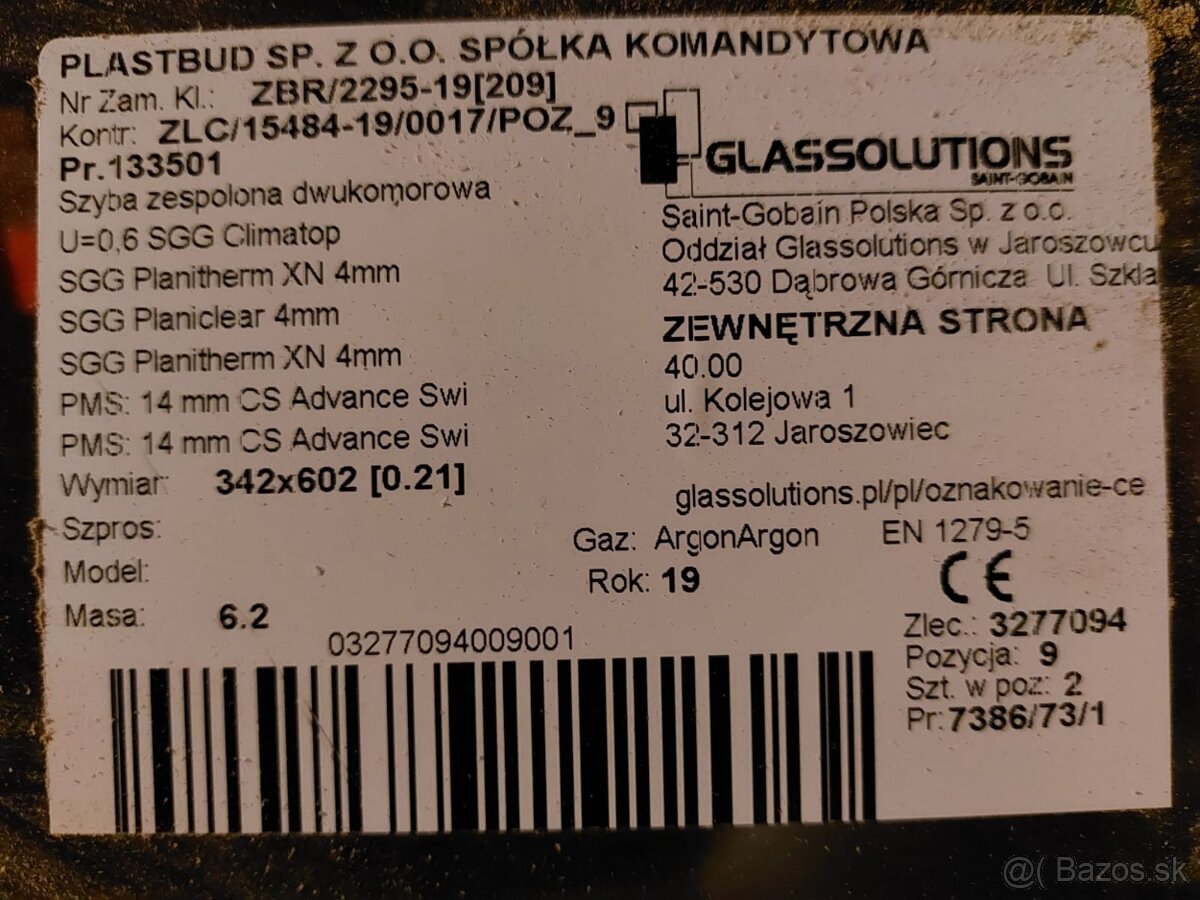 PLASTBUD SP. Z O.O. SPÓŁKA KOMANDYTOWA
Nr Zam. Kl.: ZBR/2295-19[209]
Kontr: ZLC/15484-19/0017/POZ_9
Pr.133501
Szyba zespolona dwukomorowa
U=0,6 SGG Climatop
SGG Planitherm XN 4mm
SGG Planiclear 4mm
SGG Planitherm XN 4mm
PMS: 14 mm CS Advance Swi
PMS: 14 mm CS Advance Swi
Wymiar: 342x602 [0.21]
Szpros:
Model:
Masa: 6.2
GLASSOLUTIONS
SAINT-GOBAIN
Saint-Gobain Polska Sp. z o.o.
Oddział Glassolutions w Jaroszowcu
42-530 Dąbrowa Górnicza Ul. Szkla
ZEWNĘTRZNA STRONA
40.00
ul. Kolejowa 1
32-312 Jaroszowiec
glassolutions.pl/pl/oznakowanie-ce
Gaz: ArgonArgon EN 1279-5
Rok: 19 CE
03277094009001
Zlec.: 3277094
Pozycja: 9
Szt. w poz: 2
Pr: 7386/73/1
@( Bazos.sk